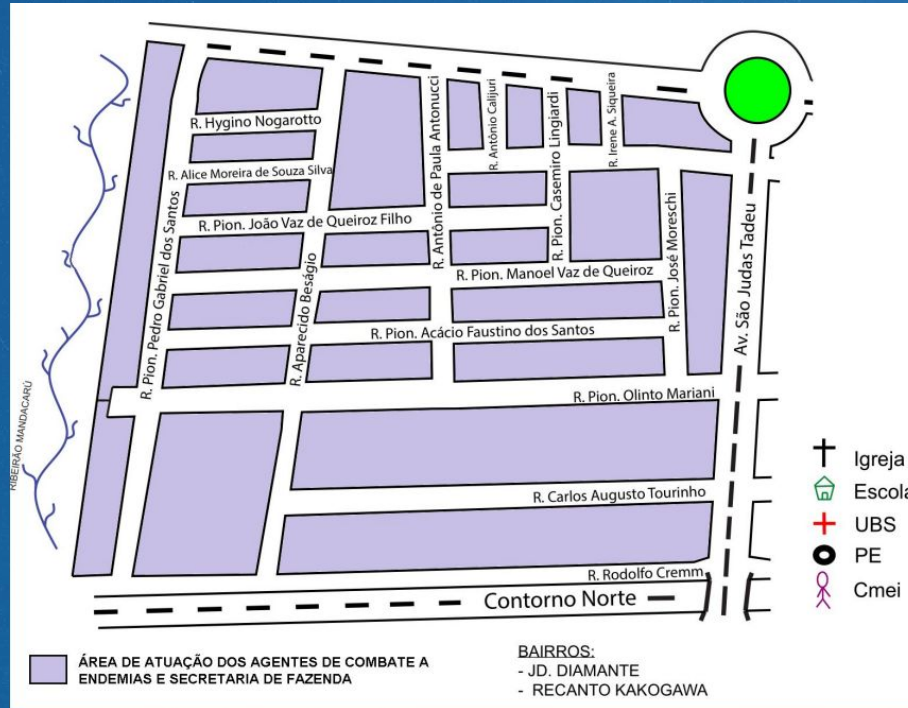 R. Hygino Nogarotto
R. Alice Moreira de Souza Silva
R. Pion. João Vaz de Queiroz Filho
R. Pion. Pedro Gabriel dos Santos
R. Aparecido Beságio
R. Antônio de Paula Antonucci
R. Antônio Calijuri
R. Pion. Casemiro Lingiardi
R. Irene A. Siqueira
R. Pion. José Moreschi
Av. São Judas Tadeu
R. Pion. Manoel Vaz de Queiroz
R. Pion. Acácio Faustino dos Santos
R. Pion. Olinto Mariani
R. Carlos Augusto Tourinho
R. Rodolfo Cremm
Contorno Norte
RIBEIRÃO MANDACARÚ
Igreja
Escola
UBS
PE
Cmei
ÁREA DE ATUAÇÃO DOS AGENTES DE COMBATE A
ENDEMIAS E SECRETARIA DE FAZENDA
BAIRROS:
- JD. DIAMANTE
- RECANTO KAKOGAWA